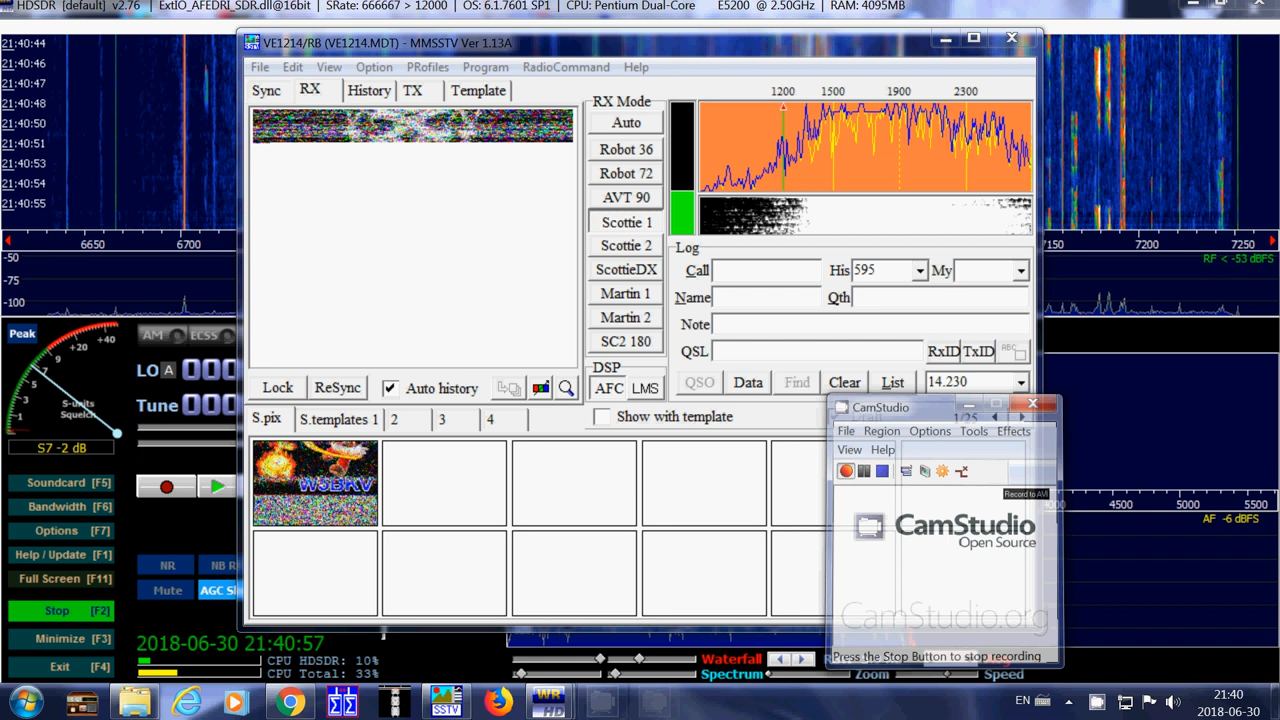 HDSDR [default] v2.76 | ExtIO_AFEDRI_SDR.dll@16bit | SRate: 666667 > 12000 | OS: 6.1.7601 SP1 | CPU: Pentium Dual-Core E5200 @ 2.50GHz | RAM: 4095MB
21:40:44
21:40:46
21:40:47
21:40:48
21:40:50
21:40:51
21:40:53
21:40:54
21:40:55
VE1214/RB (VE1214.MDT) - MMSSTV Ver 1.13A
File Edit View Option PRofiles Program RadioCommand Help
Sync RX History TX Template
RX Mode
Auto
Robot 36
Robot 72
AVT 90
Scottie 1
Scottie 2
ScottieDX
Martin 1
Martin 2
SC2 180
DSP
AFC LMS
1200 1500 1900 2300
Log
Call His 595 My
Name Qth
Note
QSL RxID TxID ABC
QSO Data Find Clear List 14.230
Lock ReSync Auto history
S.pix S.templates 1 2 3 4 Show with template 1/25
W5BKV
6650 6700 7150 7200 7250
-50
-75
-100
RF < -53 dBFS
Peak
1 3 5 7 9 +20 +40
S-units
Squelch
S7 -2 dB
AM ECSS
LO A 000
Tune 000
Soundcard [F5]
Bandwidth [F6]
Options [F7]
Help / Update [F1]
Full Screen [F11]
Stop [F2]
Minimize [F3]
Exit [F4]
NR NB R
Mute AGC
2018-06-30 21:40:57
CPU HDSDR: 10%
CPU Total: 33%
CamStudio
File Region Options Tools Effects
View Help
Record to AVI
CamStudio
Open Source
CamStudio.org
Press the Stop Button to stop recording
4000 4500 5000 5500
AF -6 dBFS
Waterfall
Spectrum Zoom Speed
SSTV
WR
HD
EN
21:40
2018-06-30